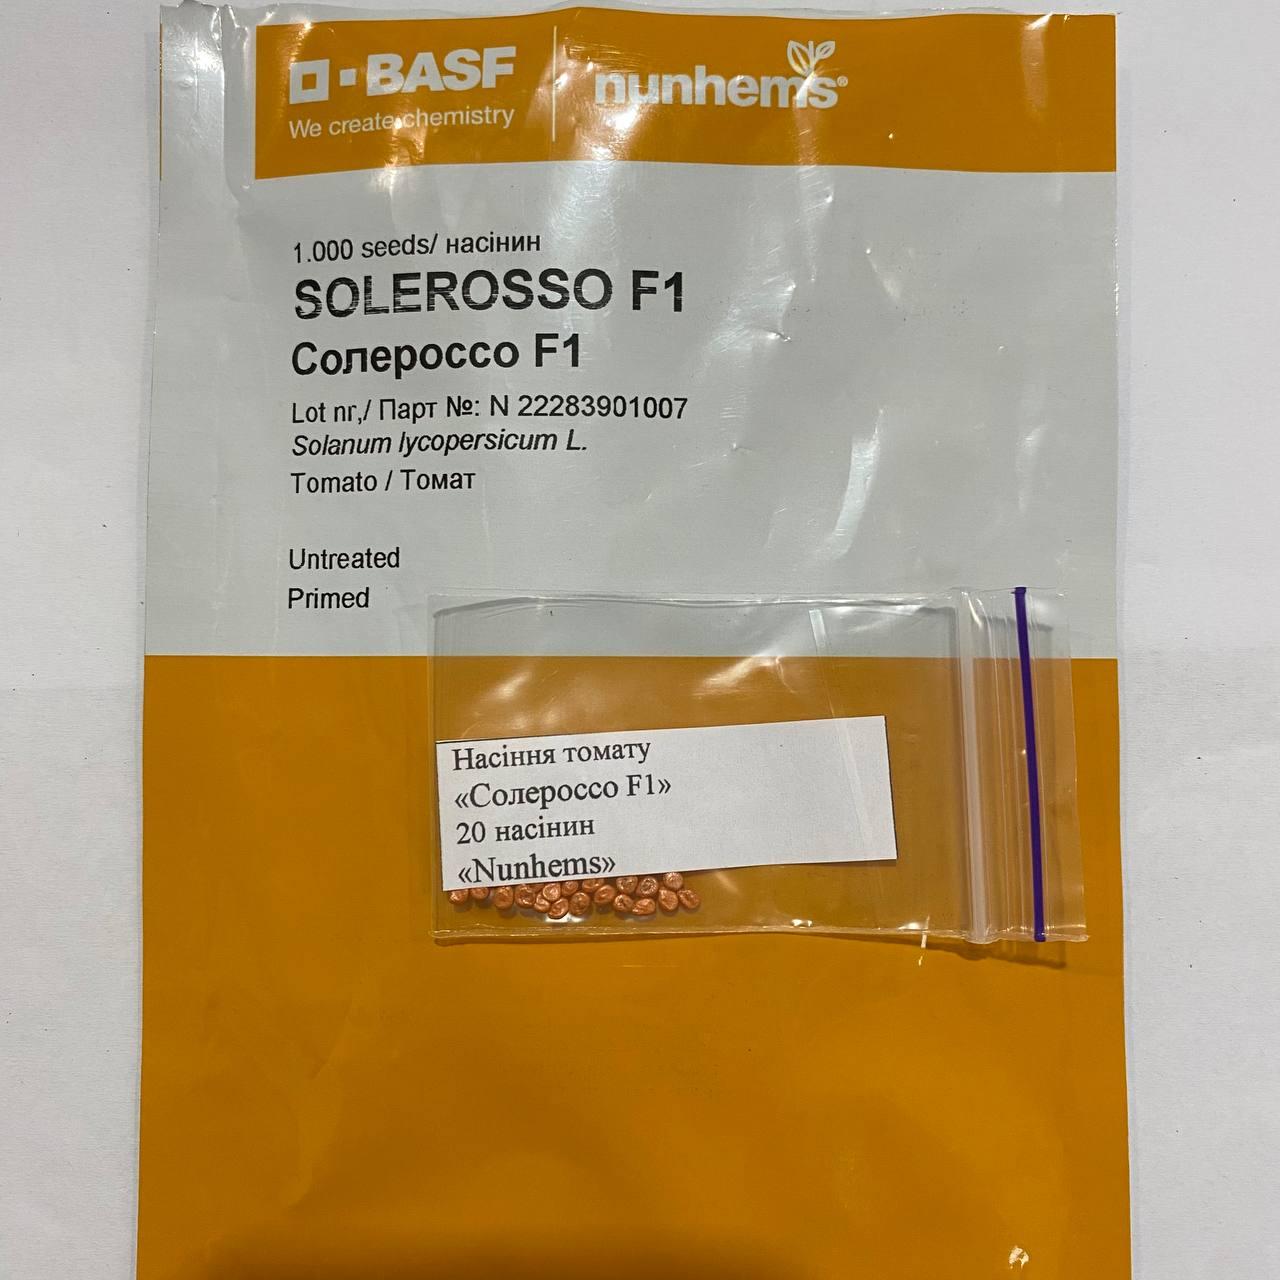 BASF
We create chemistry
nunhems®
1.000 seeds/ насінин
SOLEROSSO F1
Солероссо F1
Lot nr,/ Парт №: N 22283901007
Solanum lycopersicum L.
Tomato / Томат
Untreated
Primed
Насіння томату
«Солероссо F1»
20 насінин
«Nunhems»